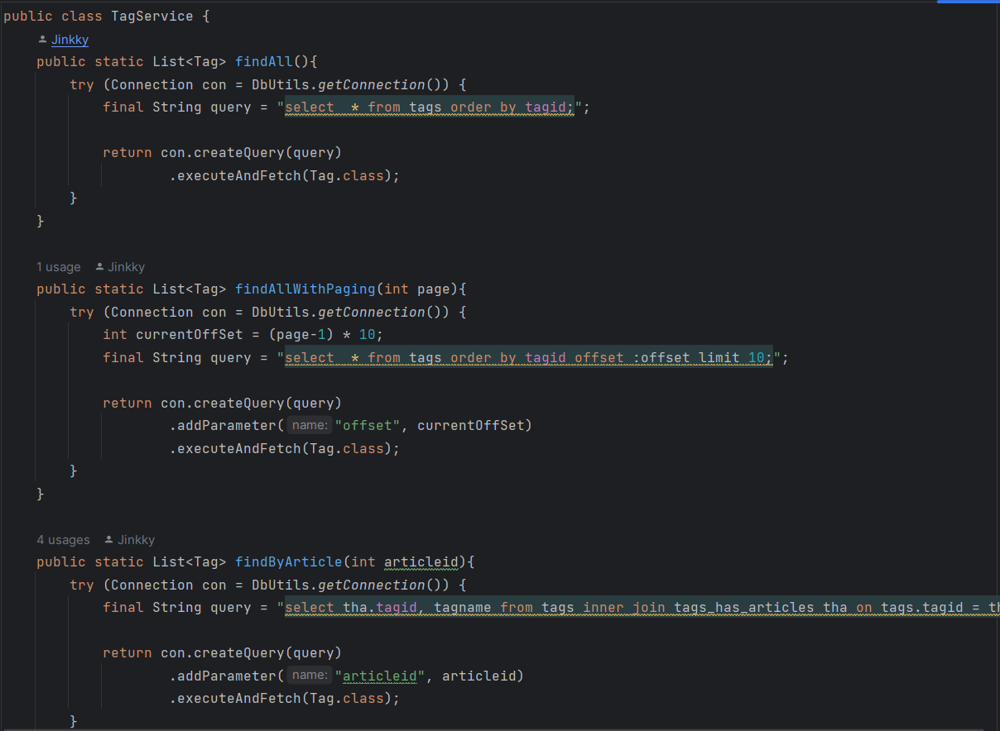 public class TagService {
Jinkky
public static List<Tag> findAll(){
try (Connection con = DbUtils.getConnection()) {
final String query = "select  * from tags order by tagid;";
return con.createQuery(query)
.executeAndFetch(Tag.class);
}
}
1 usage Jinkky
public static List<Tag> findAllWithPaging(int page){
try (Connection con = DbUtils.getConnection()) {
int currentOffSet = (page-1) * 10;
final String query = "select  * from tags order by tagid offset :offset limit 10;";
return con.createQuery(query)
.addParameter( name: "offset", currentOffSet)
.executeAndFetch(Tag.class);
}
}
4 usages Jinkky
public static List<Tag> findByArticle(int articleid){
try (Connection con = DbUtils.getConnection()) {
final String query = "select tha.tagid, tagname from tags inner join tags_has_articles tha on tags.tagid =
return con.createQuery(query)
.addParameter( name: "articleid", articleid)
.executeAndFetch(Tag.class);
}